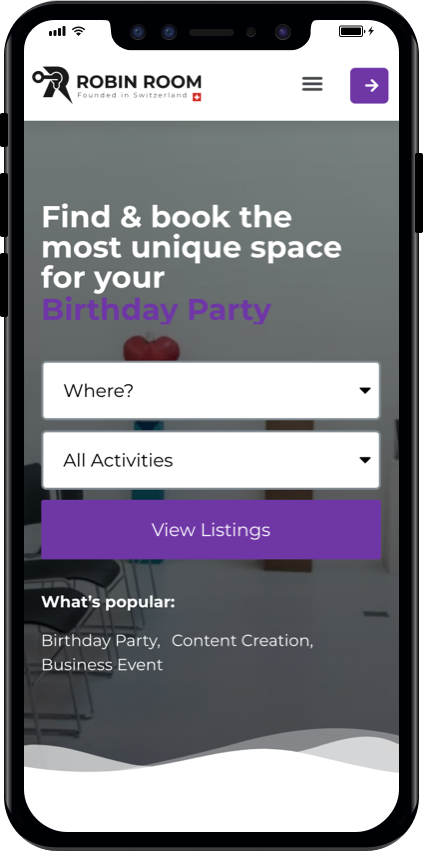 ROBIN ROOM
Founded in Switzerland
Find & book the
most unique space
for your
Birthday Party
Where?
All Activities
View Listings
What's popular:
Birthday Party, Content Creation,
Business Event